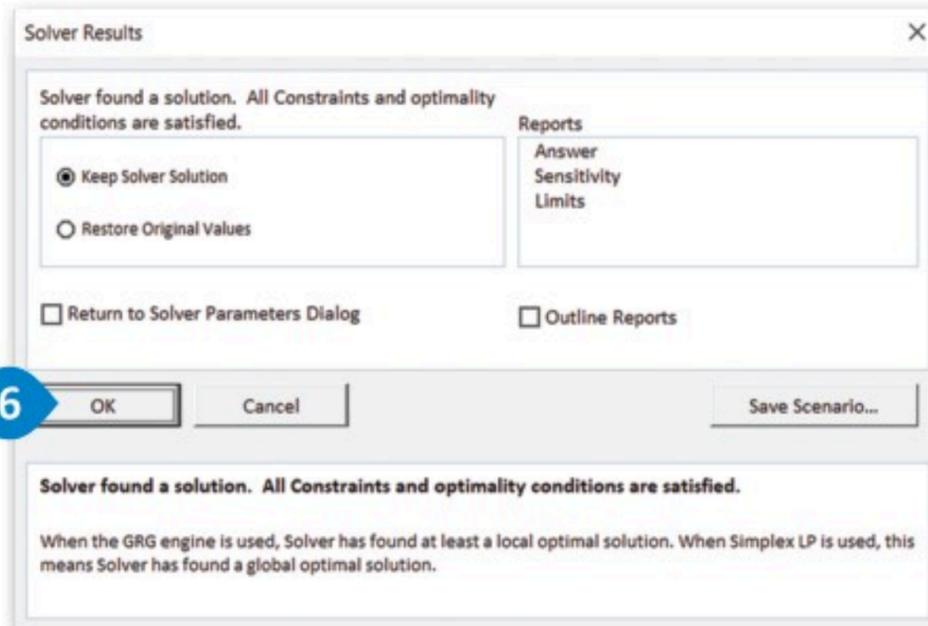 Solver Results
Solver found a solution. All Constraints and optimality
conditions are satisfied.
Keep Solver Solution
Restore Original Values
Reports
Answer
Sensitivity
Limits
Return to Solver Parameters Dialog
Outline Reports
6
OK
Cancel
Save Scenario...
Solver found a solution. All Constraints and optimality conditions are satisfied.
When the GRG engine is used, Solver has found at least a local optimal solution. When Simplex LP is used, this
means Solver has found a global optimal solution.